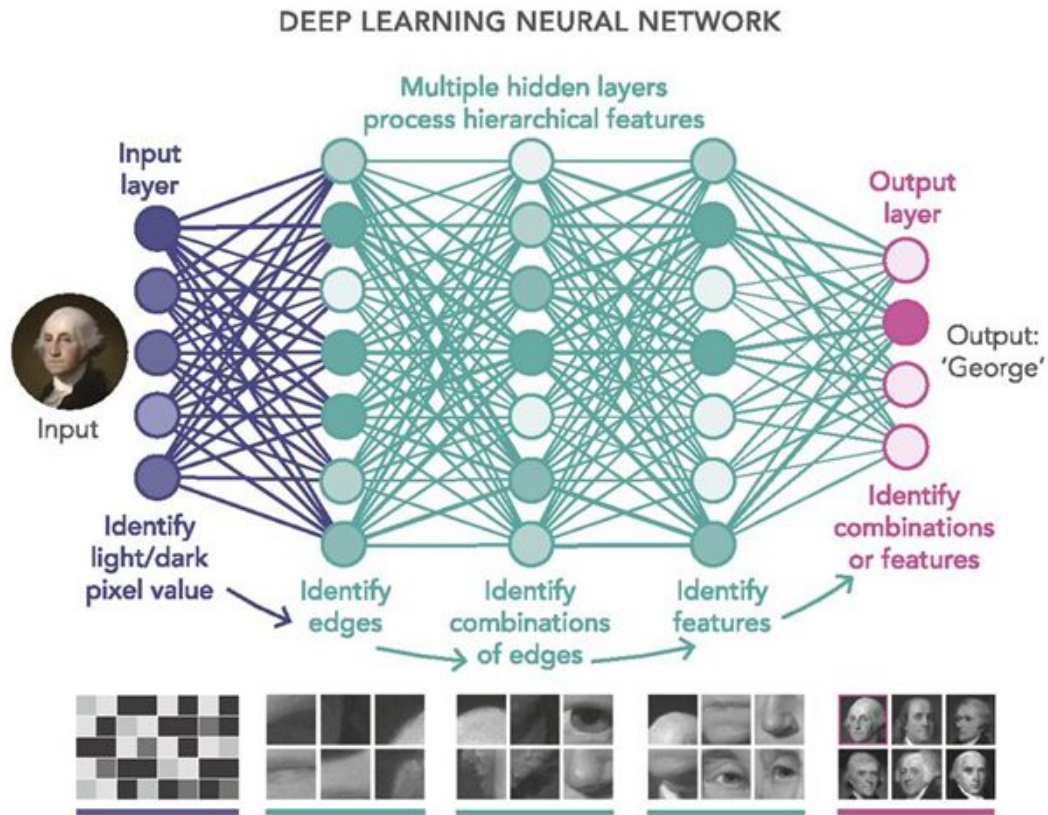 DEEP LEARNING NEURAL NETWORK
Multiple hidden layers
process hierarchical features
Input
layer
Output
layer
Input
Output:
‘George’
Identify
light/dark
pixel value
Identify
edges
Identify
combinations
of edges
Identify
features
Identify
combinations
or features